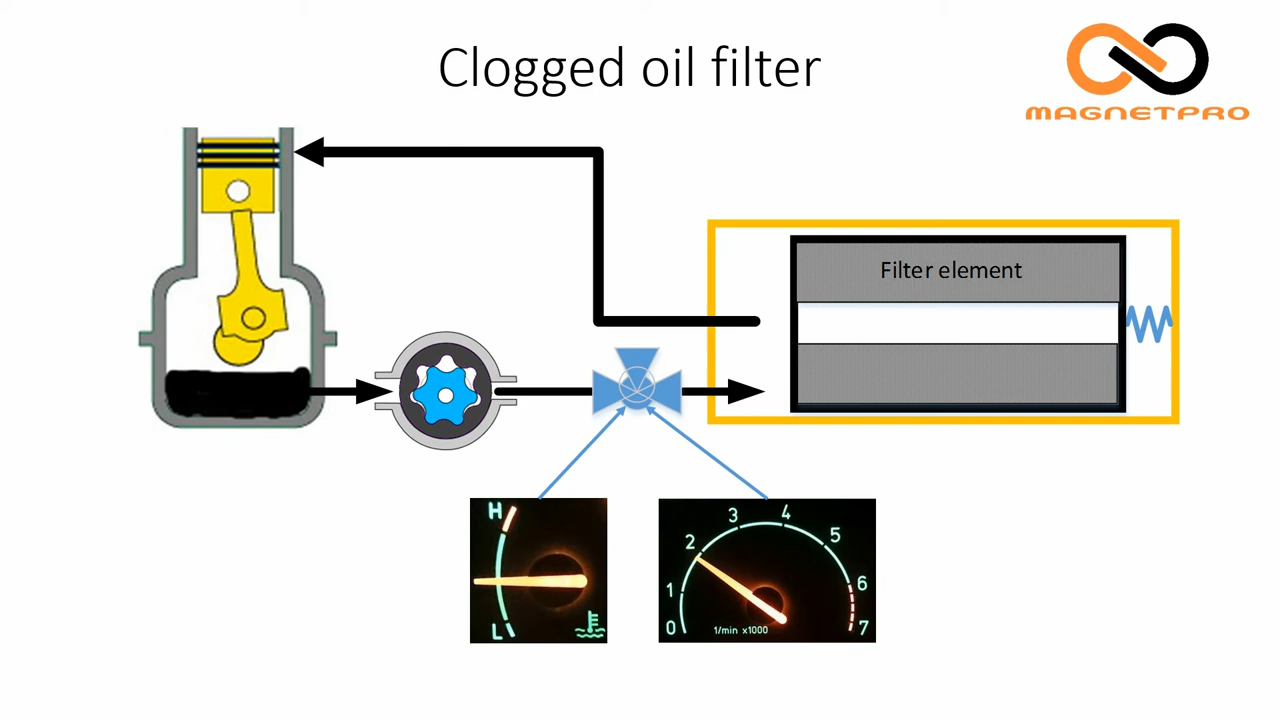 Clogged oil filter
MAGNETPRO
Filter element
H
L
0
1
2
3
4
5
6
7
1/min x1000